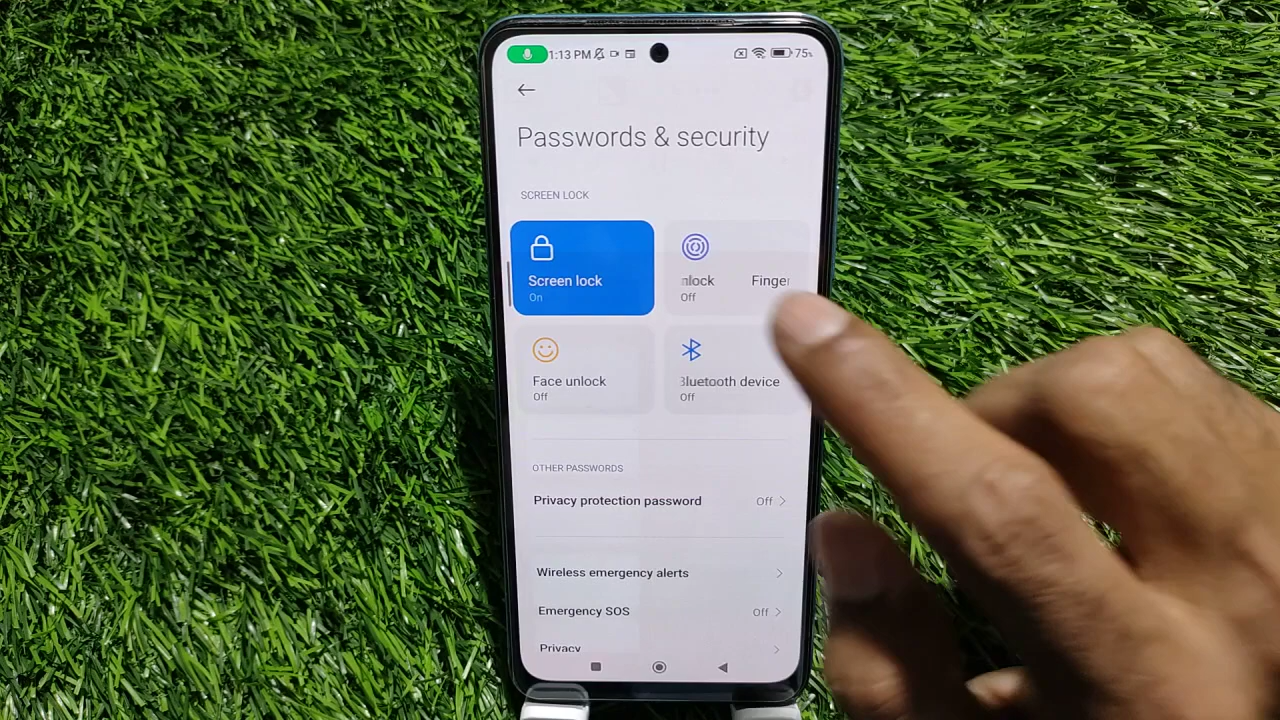 1:13 PM 75%
Passwords & security
SCREEN LOCK
Screen lock
On
nlock Finger
Off
Face unlock
Off
Bluetooth device
Off
OTHER PASSWORDS
Privacy protection password Off
Wireless emergency alerts
Emergency SOS Off
Privacy